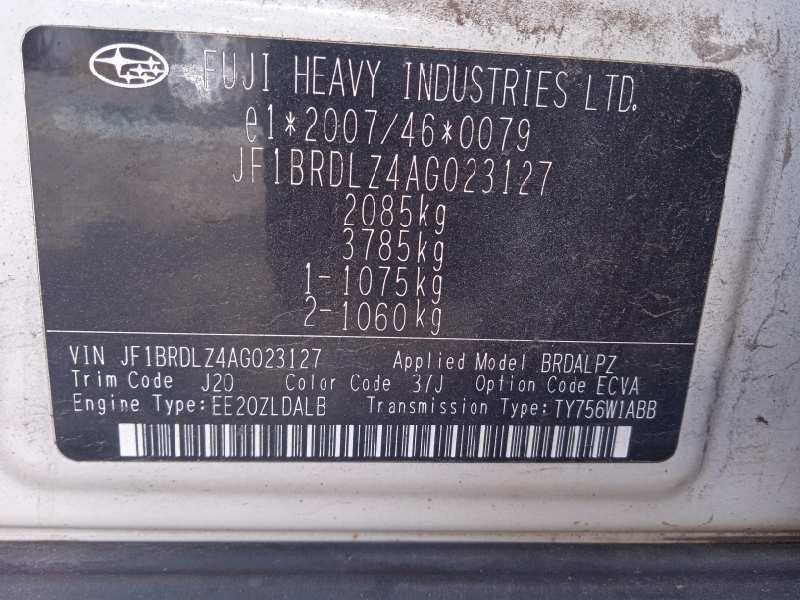 FUJI HEAVY INDUSTRIES LTD.
e1*2007/46*0079
JF1BRDLZ4AG023127
2085kg
3785kg
1-1075kg
2-1060kg
VIN JF1BRDLZ4AG023127 Applied Model BRDALPZ
Trim Code J20 Color Code 37J Option Code ECVA
Engine Type:EE20ZLDALB Transmission Type:TY756W1ABB